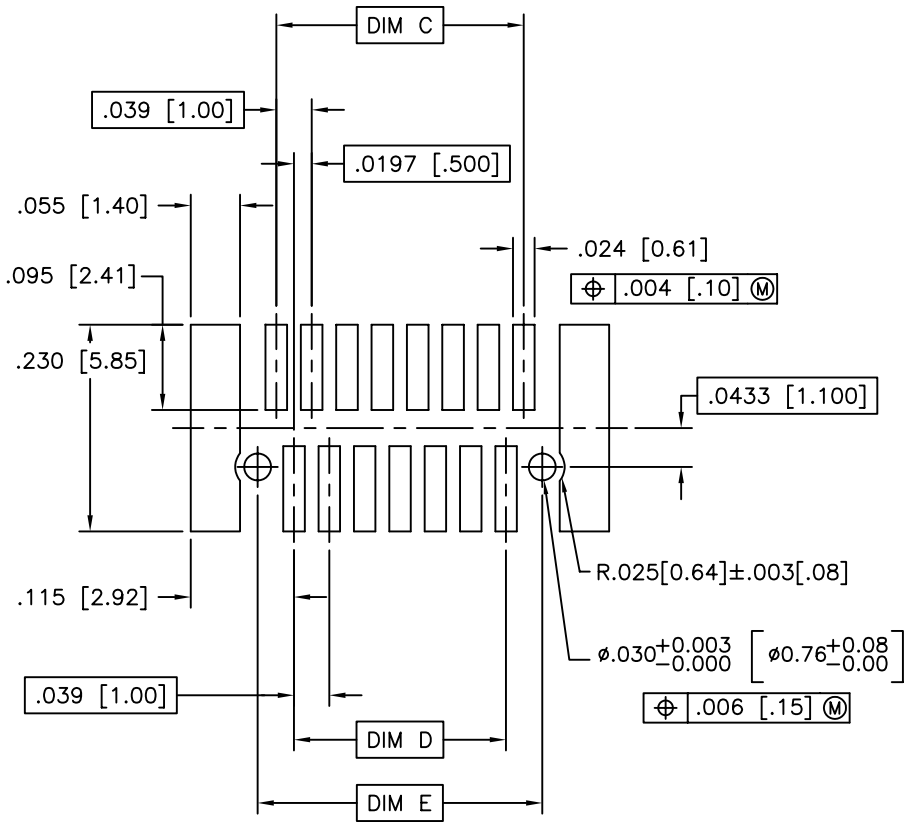 DIM C
.039 [1.00]
.0197 [.500]
.055 [1.40]
.024 [0.61]
.095 [2.41]
⌖ .004 [.10] Ⓜ
.230 [5.85]
.0433 [1.100]
R.025[0.64]±.003[.08]
.115 [2.92]
⌀.030+0.003 -0.000 [⌀0.76+0.08 -0.00]
.039 [1.00]
⌖ .006 [.15] Ⓜ
DIM D
DIM E